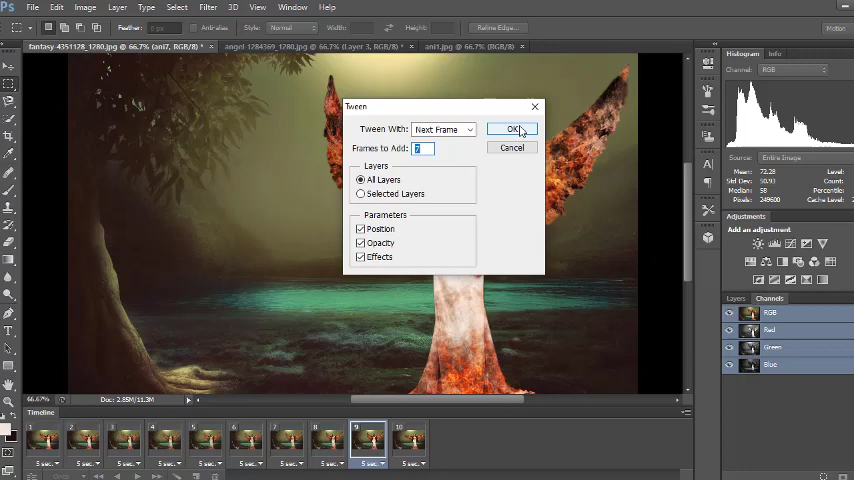 Ps File Edit Image Layer Type Select Filter 3D View Window Help
Feather: 0 px Anti-alias Style: Normal Width: Height: Refine Edge... Motion
fantasy-4351128_1280.jpg @ 66.7% (ani7, RGB/8) * × angel-1284369_1280.jpg @ 66.7% (Layer 3, RGB/8) * × ani1.jpg @ 66.7% (RGB/8) ×
Histogram Info
Channel: RGB
Tween
Tween With: Next Frame OK
Frames to Add: 7 Cancel
Layers
All Layers
Selected Layers
Parameters
Position
Opacity
Effects
Source: Entire Image
Mean: 72.28 Level:
Std Dev: 50.93 Count:
Median: 58 Percentile:
Pixels: 249600 Cache Level:
Adjustments
Add an adjustment
Layers Channels
RGB
Red
Green
Blue
66.67% Doc: 2.85M/11.3M
Timeline
1 2 3 4 5 6 7 8 9 10
5 sec. 5 sec. 5 sec. 5 sec. 5 sec. 5 sec. 5 sec. 5 sec. 5 sec. 5 sec.